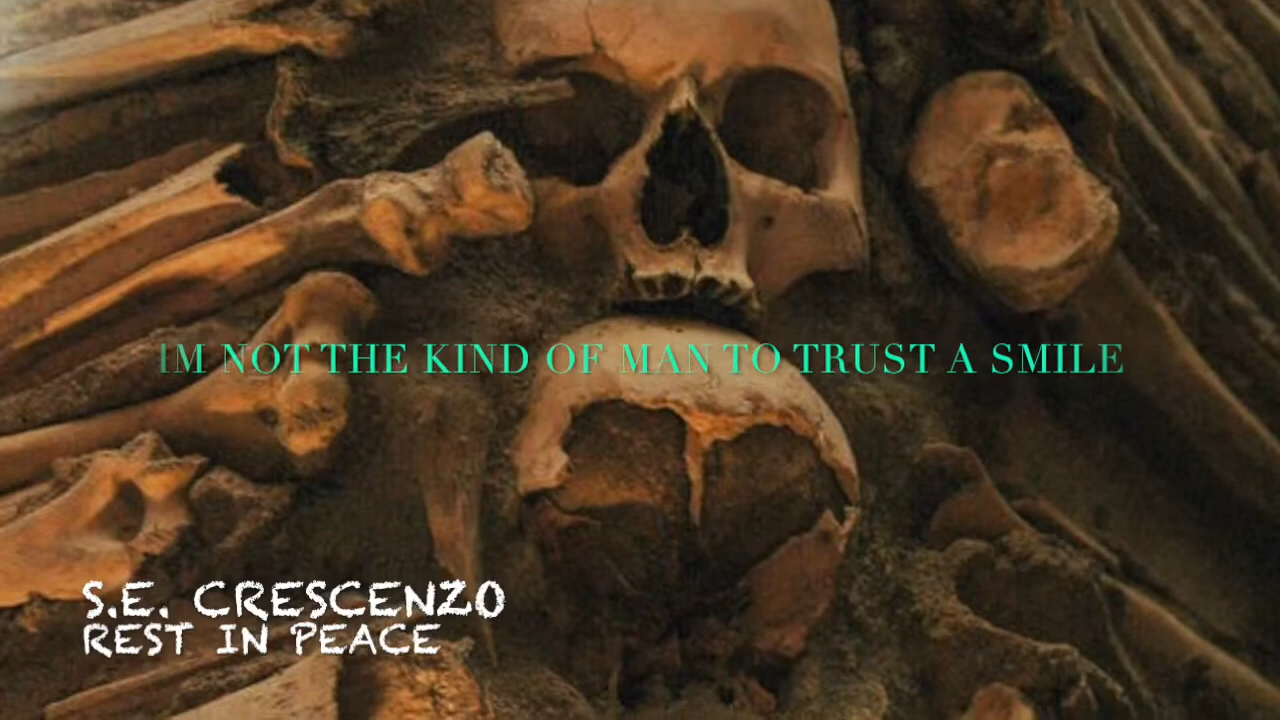 IM NOT THE KIND OF MAN TO TRUST A SMILE
S.E. CRESCENZO
REST IN PEACE